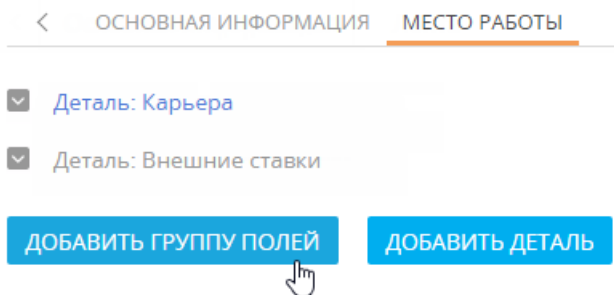 ОСНОВНАЯ ИНФОРМАЦИЯ МЕСТО РАБОТЫ
Деталь: Карьера
Деталь: Внешние ставки
ДОБАВИТЬ ГРУППУ ПОЛЕЙ ДОБАВИТЬ ДЕТАЛЬ